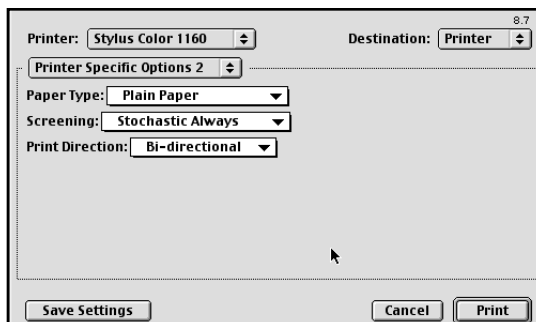 8.7
Printer: Stylus Color 1160 Destination: Printer
Printer Specific Options 2
Paper Type: Plain Paper
Screening: Stochastic Always
Print Direction: Bi-directional
Save Settings Cancel Print